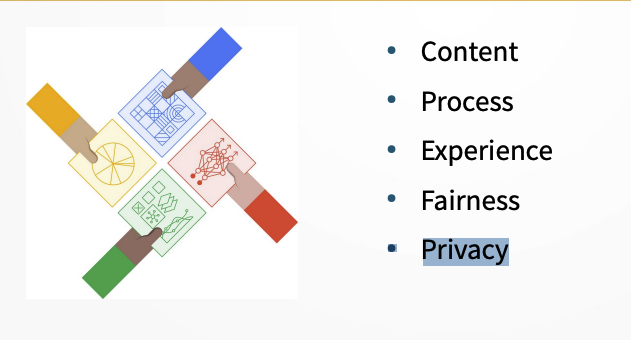 Content
Process
Experience
Fairness
Privacy